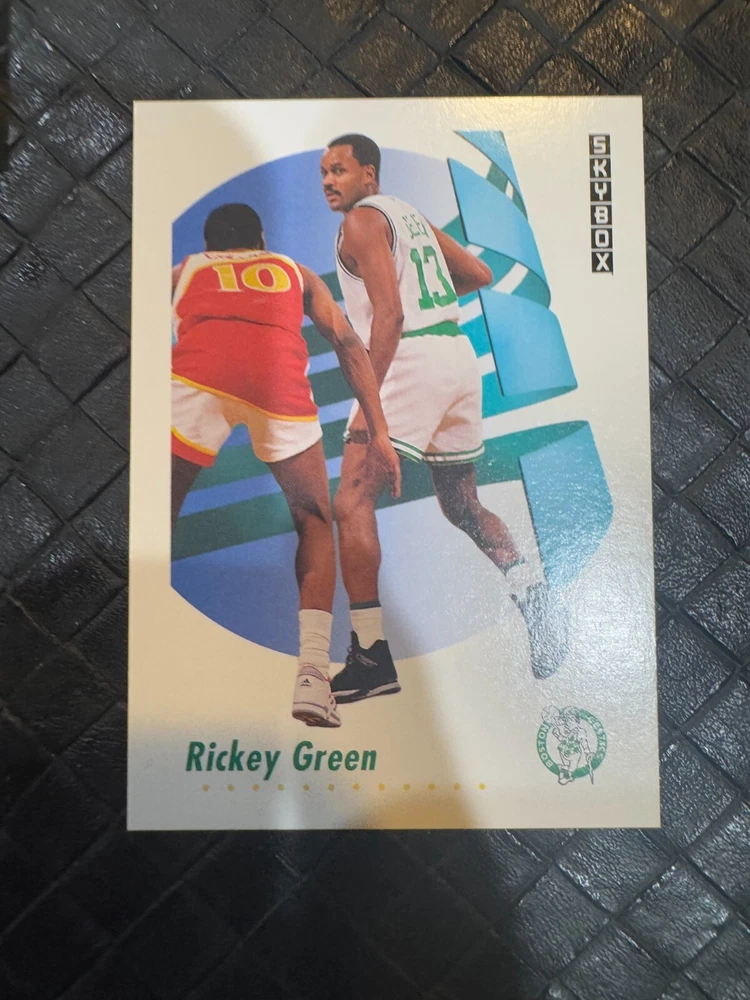 SKYBOX
10
13
Rickey Green
BOSTON CELTICS